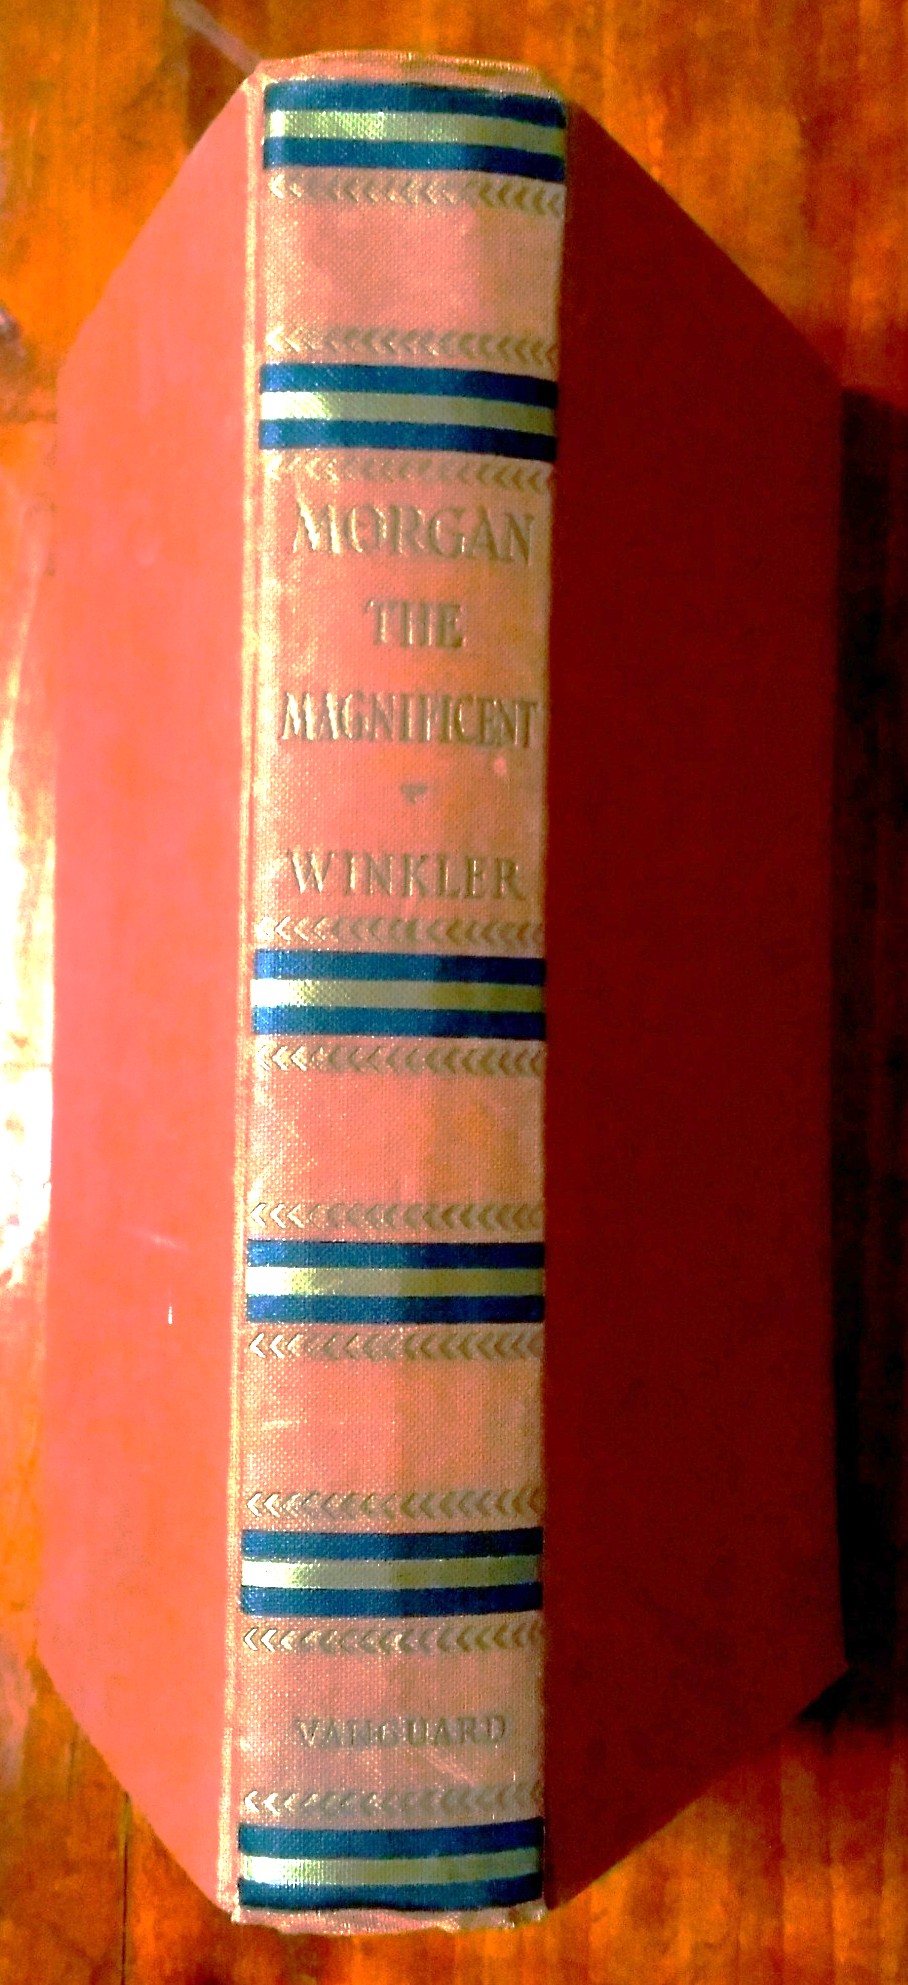 MORGAN
THE
MAGNIFICENT
WINKLER
VANGUARD